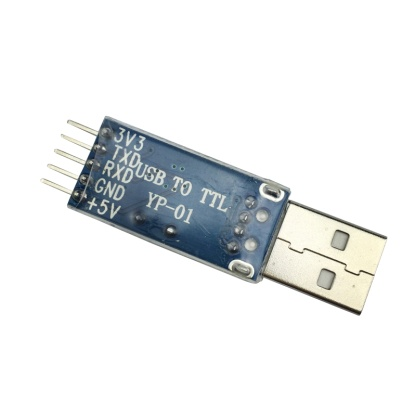 3V3
TXD
RXD
GND
+5V
USB TO TTL
YP-01